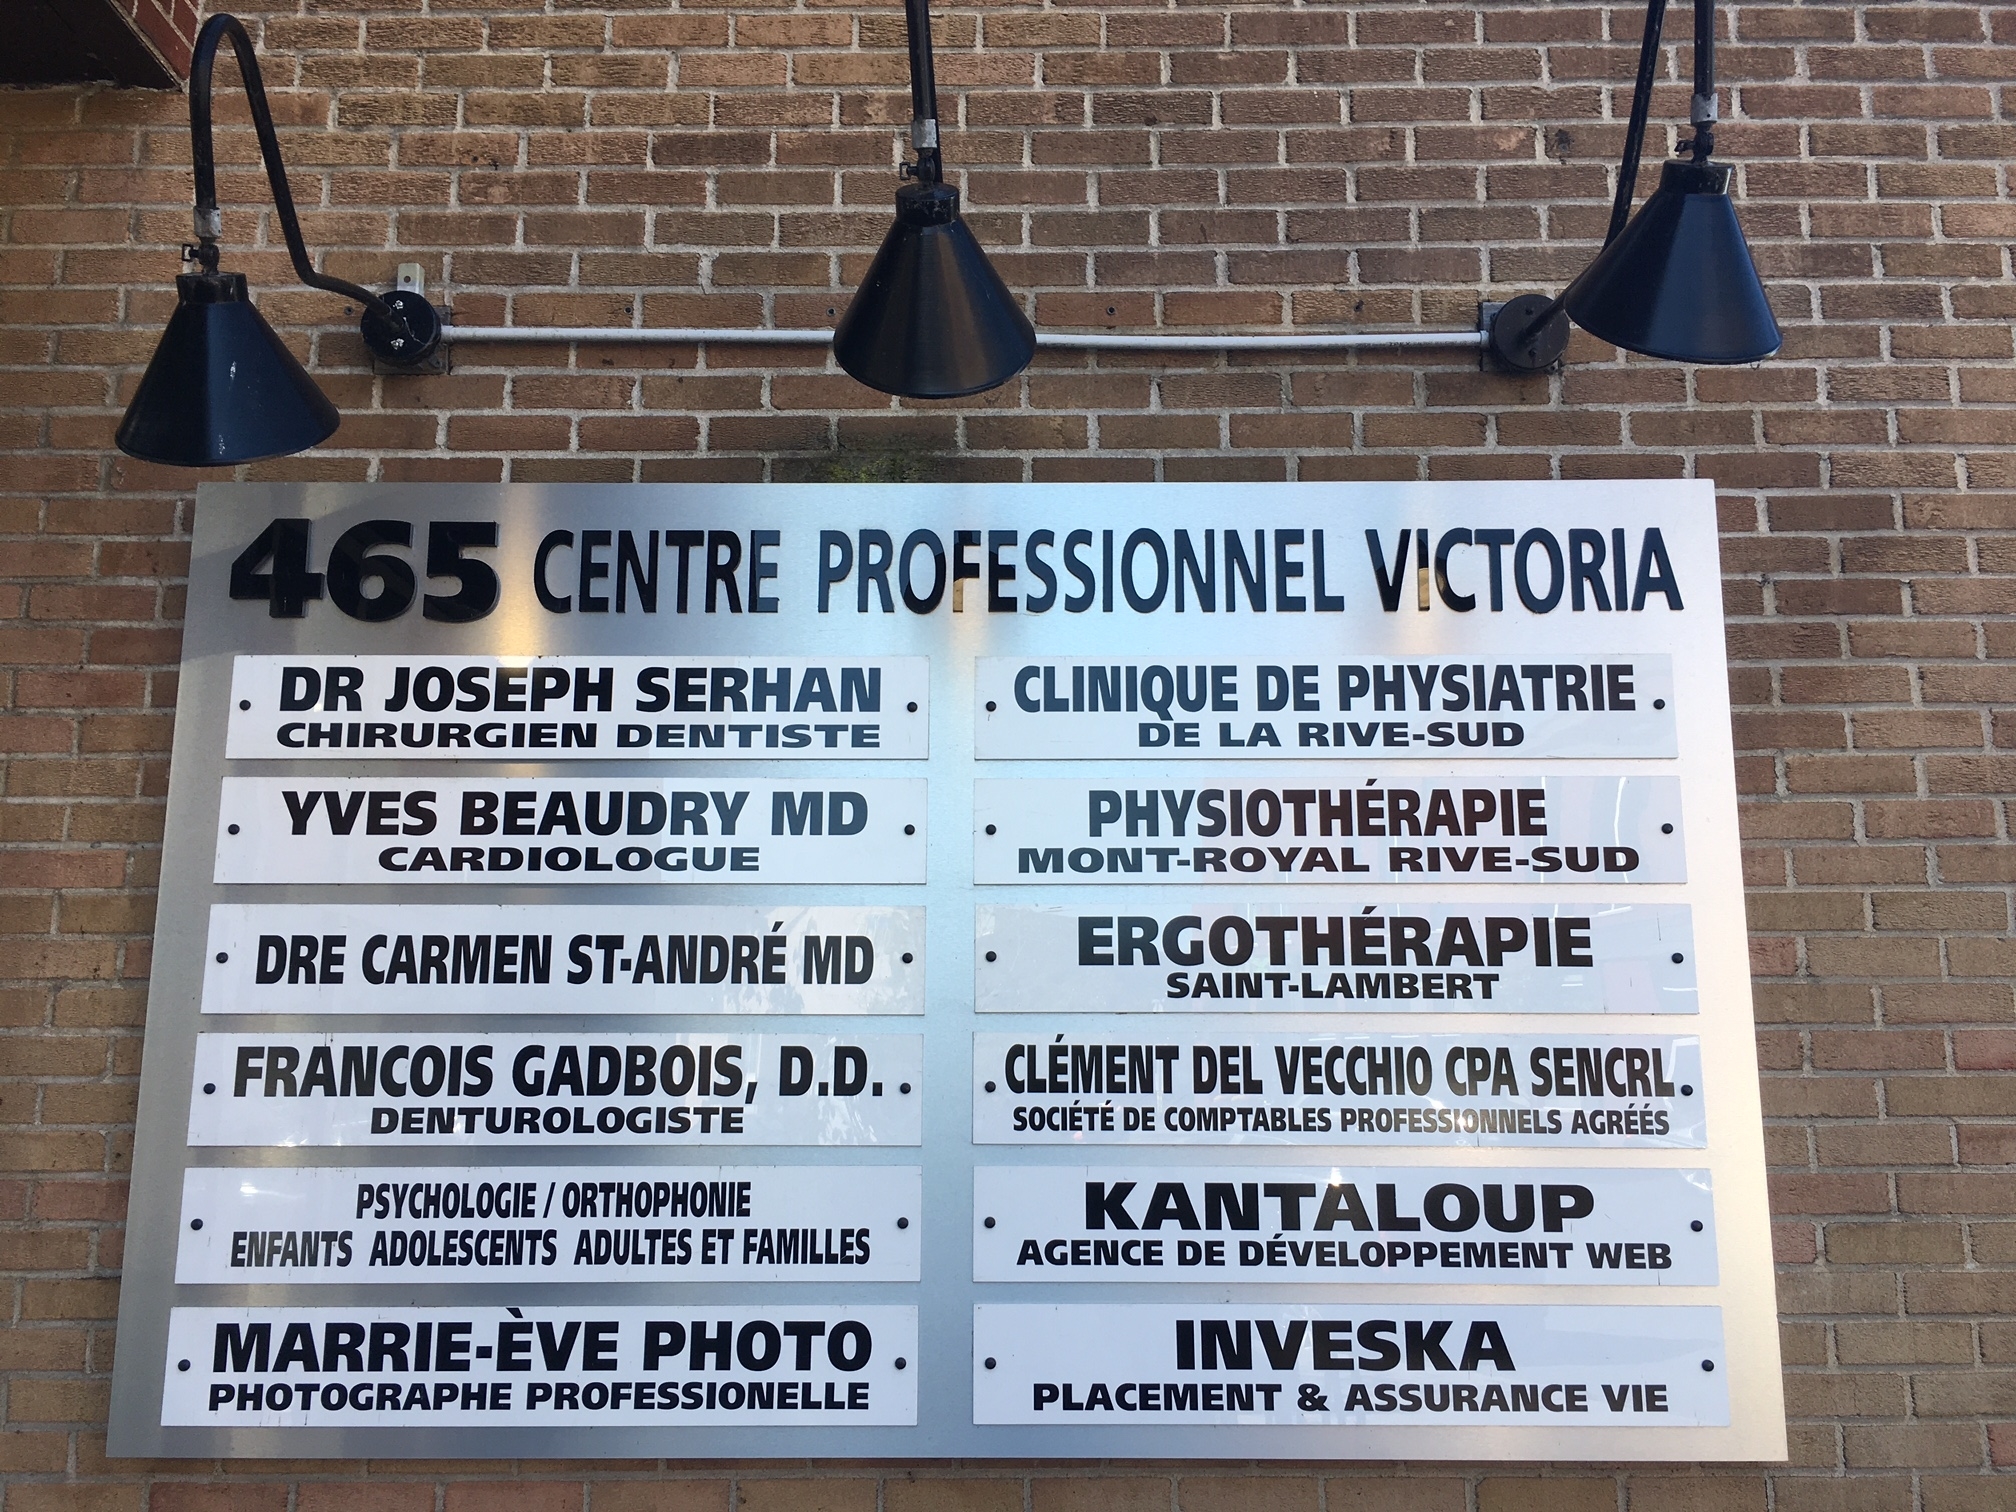 465 CENTRE PROFESSIONNEL VICTORIA
DR JOSEPH SERHAN
CHIRURGIEN DENTISTE
YVES BEAUDRY MD
CARDIOLOGUE
DRE CARMEN ST-ANDRÉ MD
FRANCOIS GADBOIS, D.D.
DENTUROLOGISTE
PSYCHOLOGIE / ORTHOPHONIE
ENFANTS ADOLESCENTS ADULTES ET FAMILLES
MARRIE-ÈVE PHOTO
PHOTOGRAPHE PROFESSIONELLE
CLINIQUE DE PHYSIATRIE
DE LA RIVE-SUD
PHYSIOTHÉRAPIE
MONT-ROYAL RIVE-SUD
ERGOTHÉRAPIE
SAINT-LAMBERT
CLÉMENT DEL VECCHIO CPA SENCRL
SOCIÉTÉ DE COMPTABLES PROFESSIONNELS AGRÉÉS
KANTALOUP
AGENCE DE DÉVELOPPEMENT WEB
INVESKA
PLACEMENT & ASSURANCE VIE